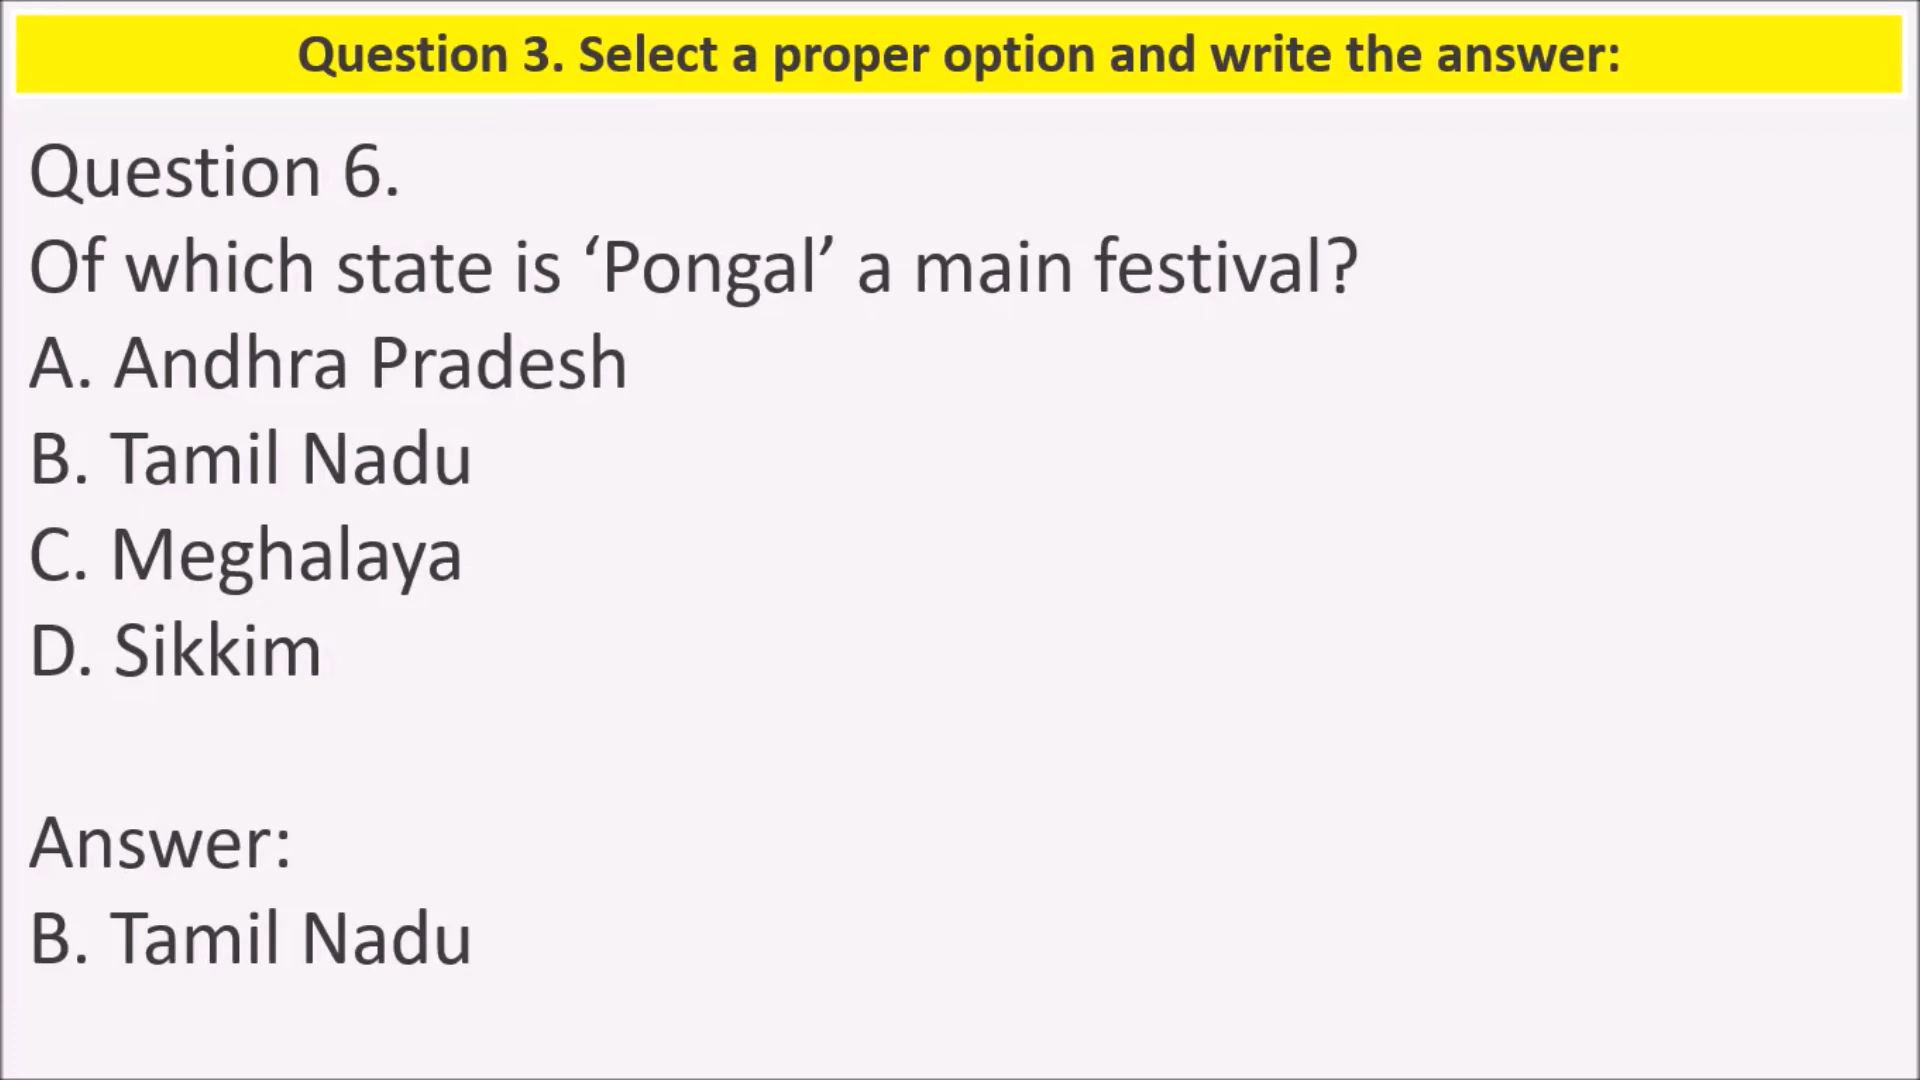 Question 3. Select a proper option and write the answer:
Question 6.
Of which state is ‘Pongal’ a main festival?
A. Andhra Pradesh
B. Tamil Nadu
C. Meghalaya
D. Sikkim
Answer:
B. Tamil Nadu